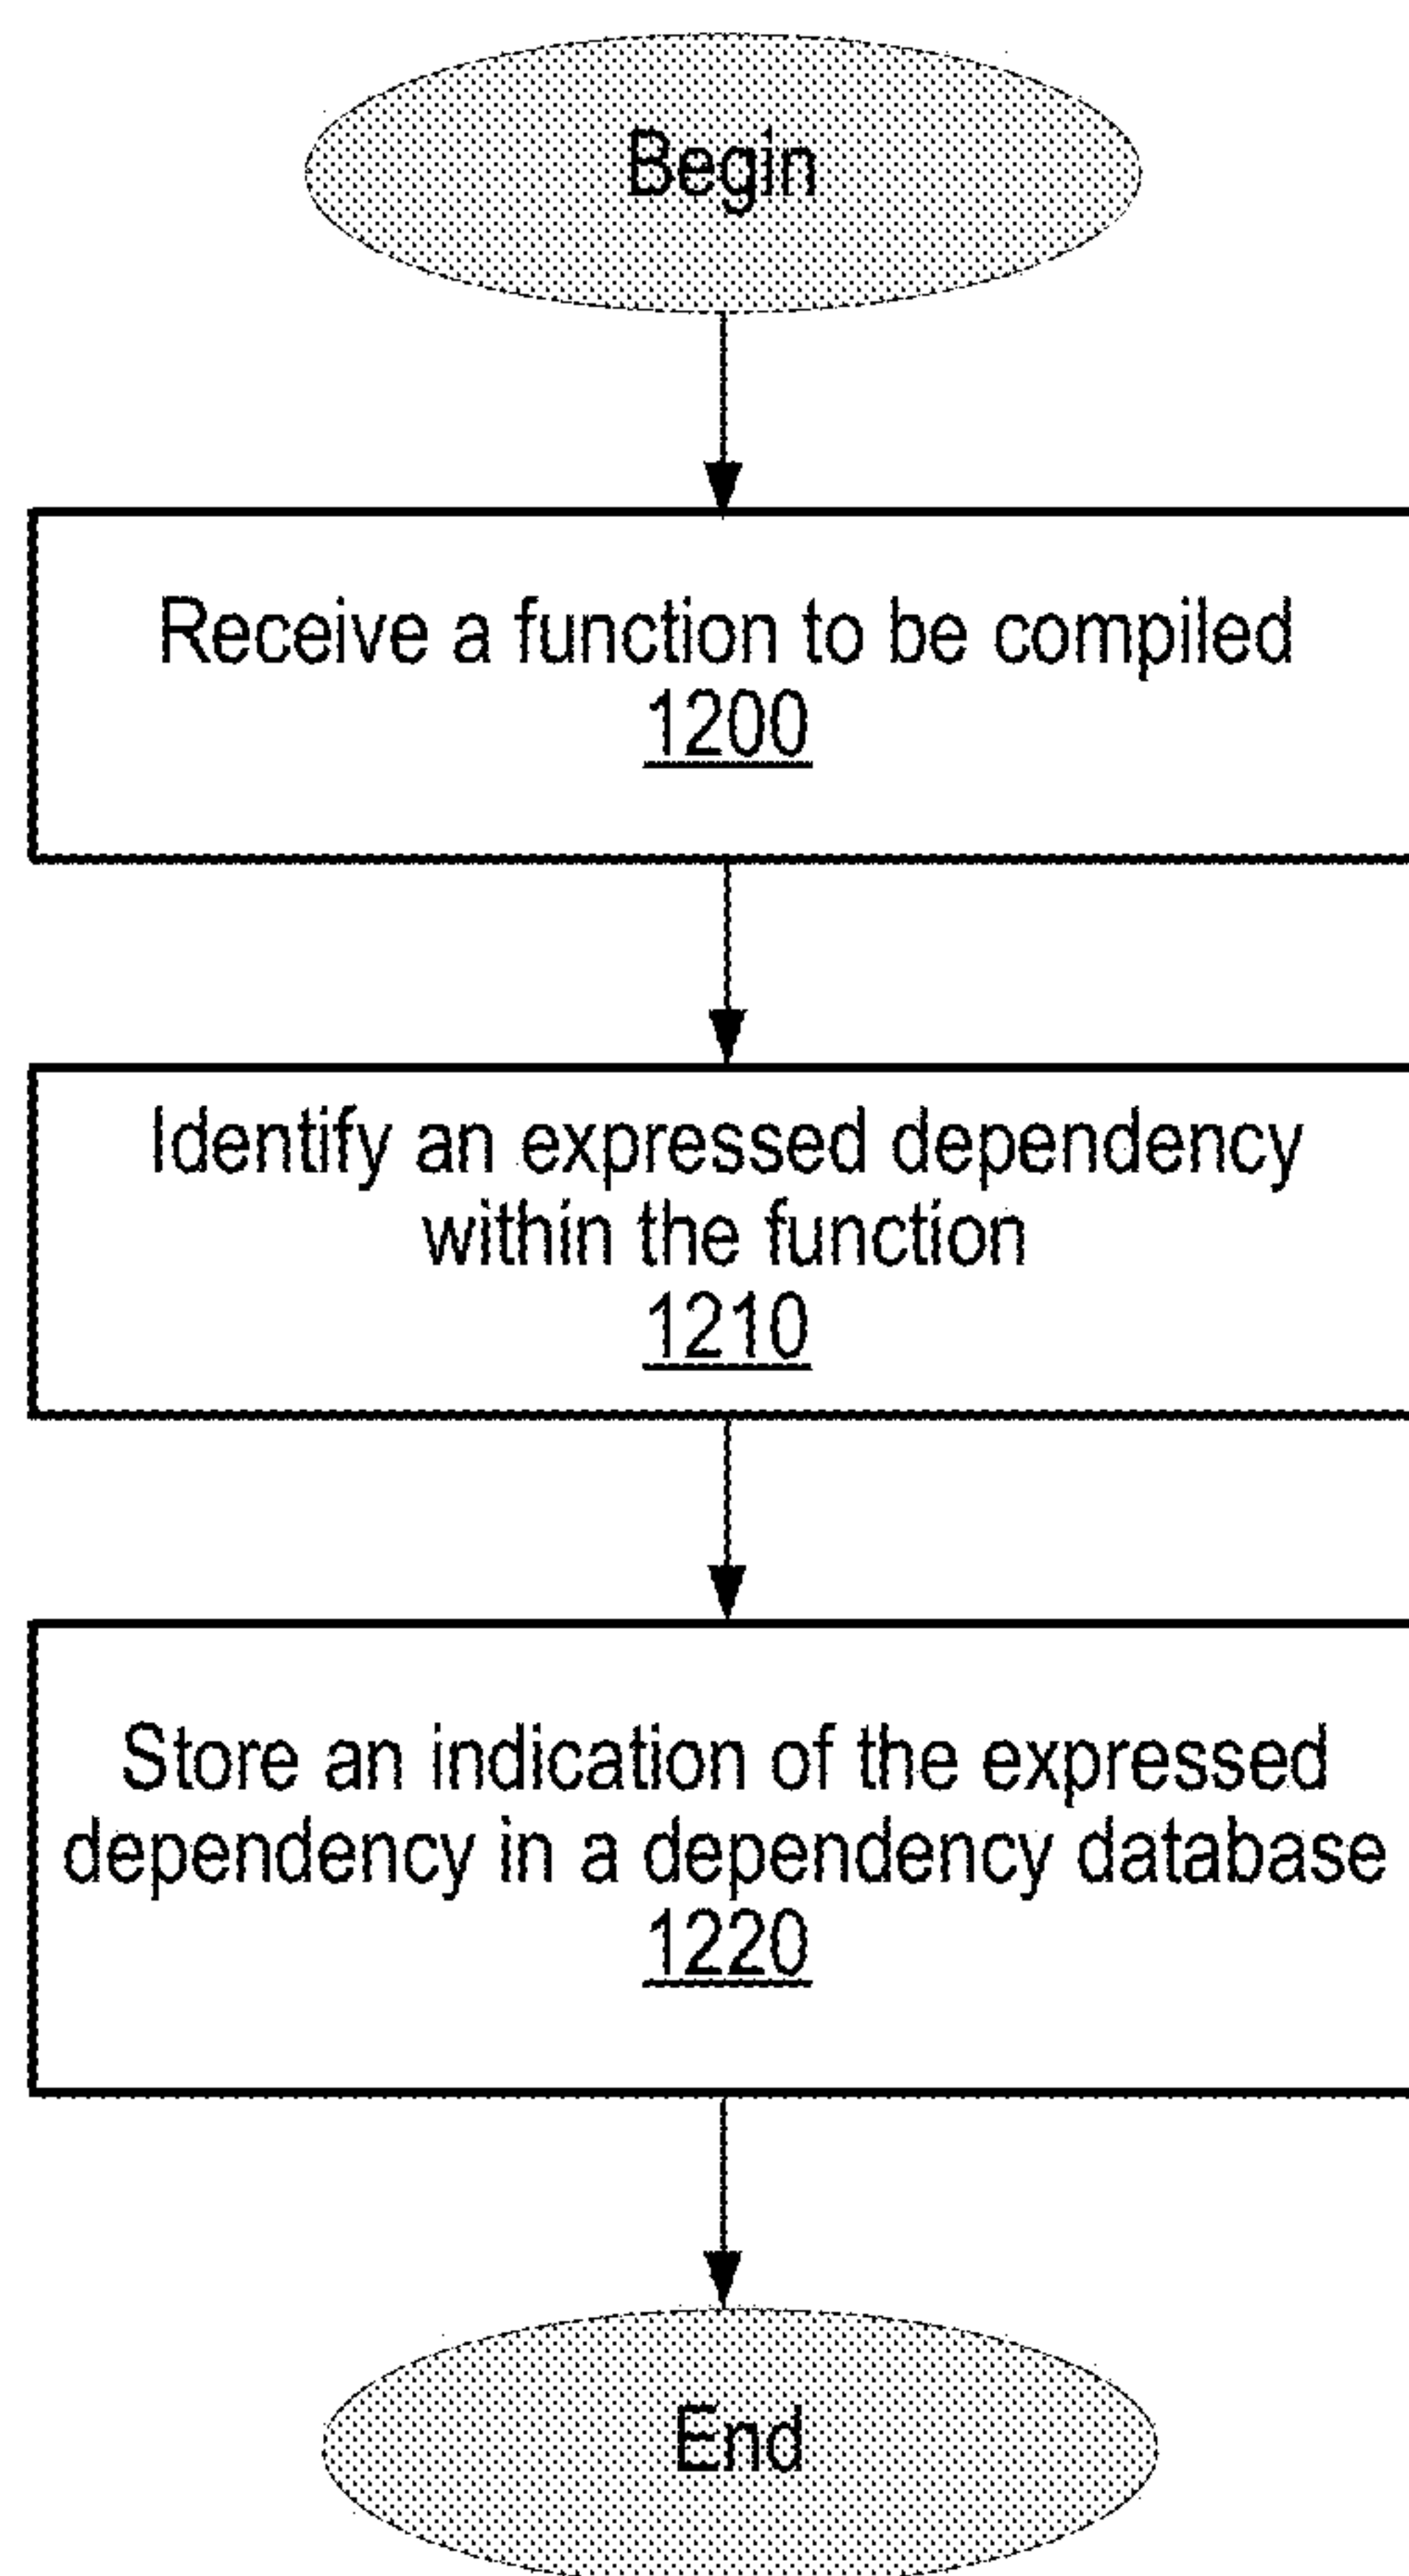 Begin
Receive a function to be compiled
1200
Identify an expressed dependency
within the function
1210
Store an indication of the expressed
dependency in a dependency database
1220
End